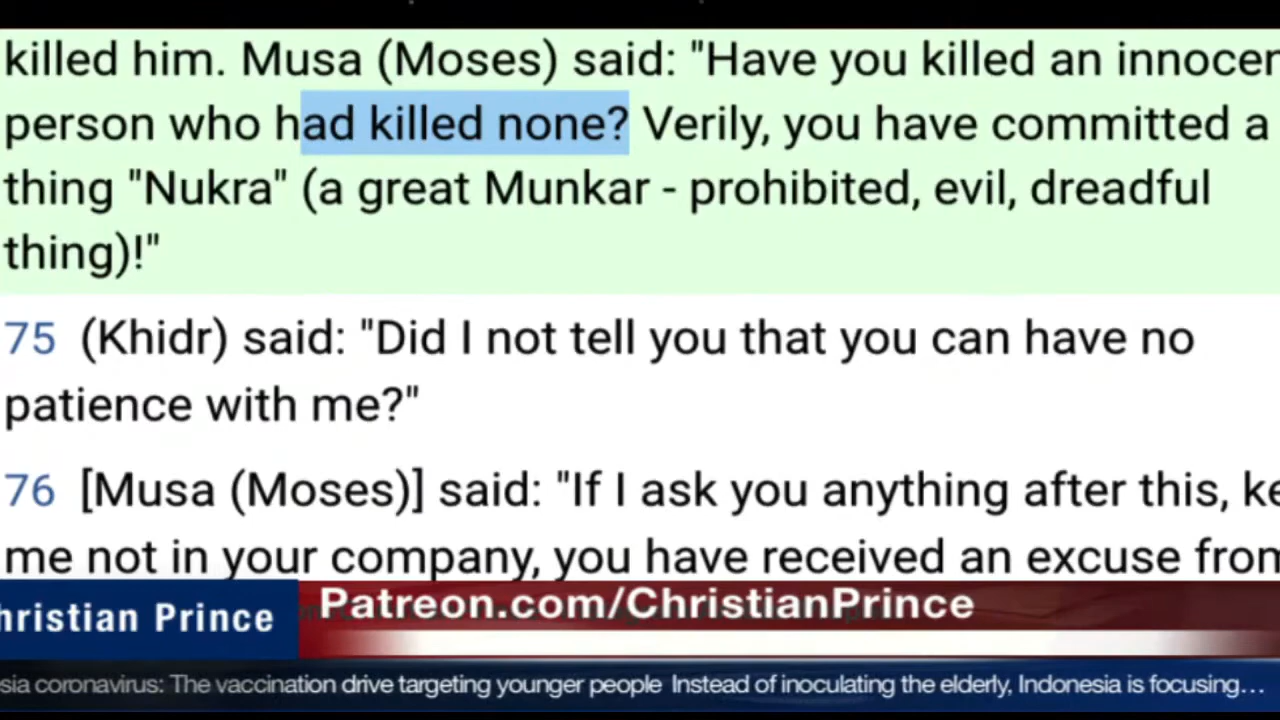 killed him. Musa (Moses) said: "Have you killed an
person who had killed none? Verily, you have committed a
thing "Nukra" (a great Munkar - prohibited, evil, dreadful
thing)!"
75 (Khidr) said: "Did I not tell you that you can have no
patience with me?"
76 [Musa (Moses)] said: "If I ask you anything after this,
me not in your company, you have received an excuse
hristian Prince
Patreon.com/ChristianPrince
sia coronavirus: The vaccination drive targeting younger people Instead of inoculating the elderly, Indonesia is focusing...